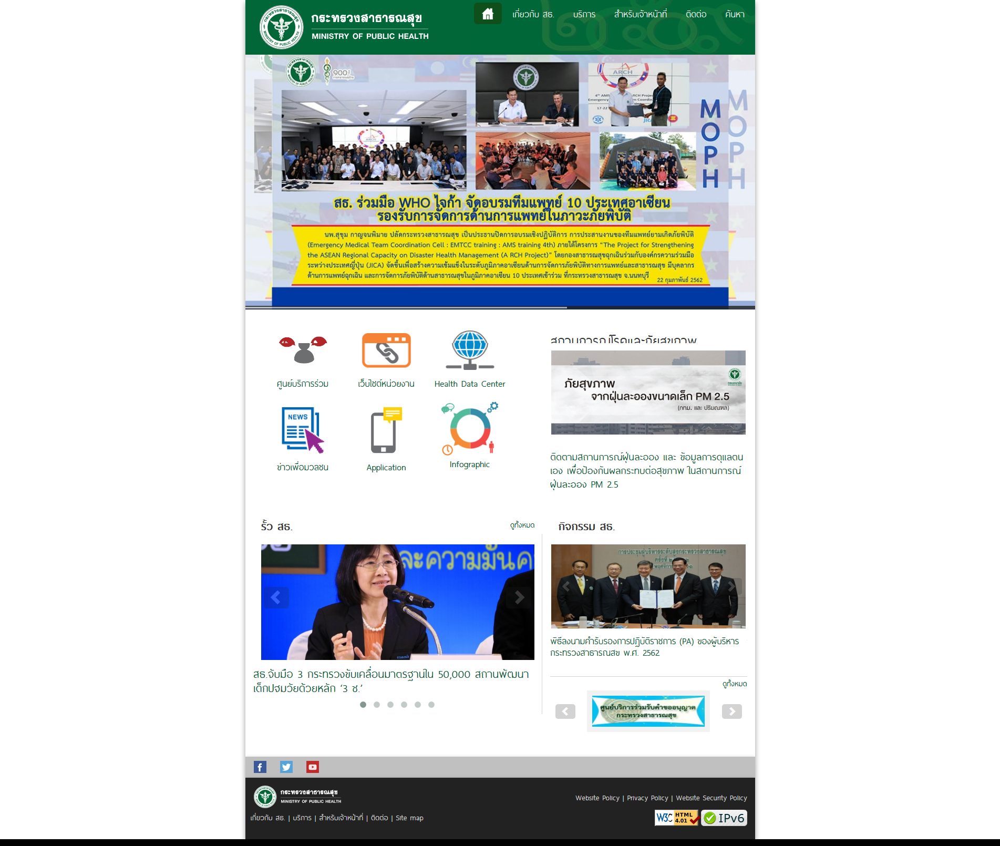 กระทรวงสาธารณสุข
MINISTRY OF PUBLIC HEALTH
เกี่ยวกับ สธ.
บริการ
สำหรับเจ้าหน้าที่
ติดต่อ
ค้นหา
MOPH
MOPH
ARCH
17-22
JICA
ARCH
สธ. ร่วมมือ WHO ไจก้า จัดอบรมทีมแพทย์ 10 ประเทศอาเซียน
รองรับการจัดการด้านการแพทย์ในภาวะภัยพิบัติ
นพ.สุขุม กาญจนพิมาย ปลัดกระทรวงสาธารณสุข เป็นประธานปิดการอบรมเชิงปฏิบัติการ การประสานงานของทีมแพทย์ยามเกิดภัยพิบัติ
(Emergency Medical Team Coordination Cell : EMTCC training : AMS training 4th) ภายใต้โครงการ “The Project for Strengthening
the ASEAN Regional Capacity on Disaster Health Management (A RCH Project)” โดยกองสาธารณสุขฉุกเฉินร่วมกับองค์กรความร่วมมือ
ระหว่างประเทศญี่ปุ่น (JICA) จัดขึ้นเพื่อสร้างความเข้มแข็งในระดับภูมิภาคอาเซียนด้านการจัดการภัยพิบัติทางการแพทย์และสาธารณสุข มีบุคลากร
ด้านการแพทย์ฉุกเฉิน และการจัดการภัยพิบัติด้านสาธารณสุขในภูมิภาคอาเซียน 10 ประเทศเข้าร่วม ที่กระทรวงสาธารณสุข จ.นนทบุรี
22 กุมภาพันธ์ 2562
ศูนย์บริการร่วม
เว็บไซต์หน่วยงาน
Health Data Center
NEWS
ข่าวเพื่อมวลชน
Application
Infographic
สถานการณ์โรคและภัยสุขภาพ
ภัยสุขภาพ
จากฝุ่นละอองขนาดเล็ก PM 2.5
(กทม. และ ปริมณฑล)
ติดตามสถานการณ์ฝุ่นละออง และ ข้อมูลการดูแลตน
เอง เพื่อป้องกันผลกระทบต่อสุขภาพ ในสถานการณ์
ฝุ่นละออง PM 2.5
รั้ว สธ.
ดูทั้งหมด
ละความมั่นค
สธ.จับมือ 3 กระทรวงขับเคลื่อนมาตรฐานใน 50,000 สถานพัฒนา
เด็กปฐมวัยด้วยหลัก ‘3 ช.’
กิจกรรม สธ.
การประชุมผู้บริหารระดับสูงกระทรวงสาธารณสุข
พิธีลงนามคำรับรองการปฏิบัติราชการ (PA) ของผู้บริหาร
กระทรวงสาธารณสุข พ.ศ. 2562
ดูทั้งหมด
ศูนย์บริการร่วมรับคำขออนุญาต
กระทรวงสาธารณสุข
กระทรวงสาธารณสุข
MINISTRY OF PUBLIC HEALTH
เกี่ยวกับ สธ. | บริการ | สำหรับเจ้าหน้าที่ | ติดต่อ | Site map
Website Policy | Privacy Policy | Website Security Policy
W3C HTML 4.01
IPv6